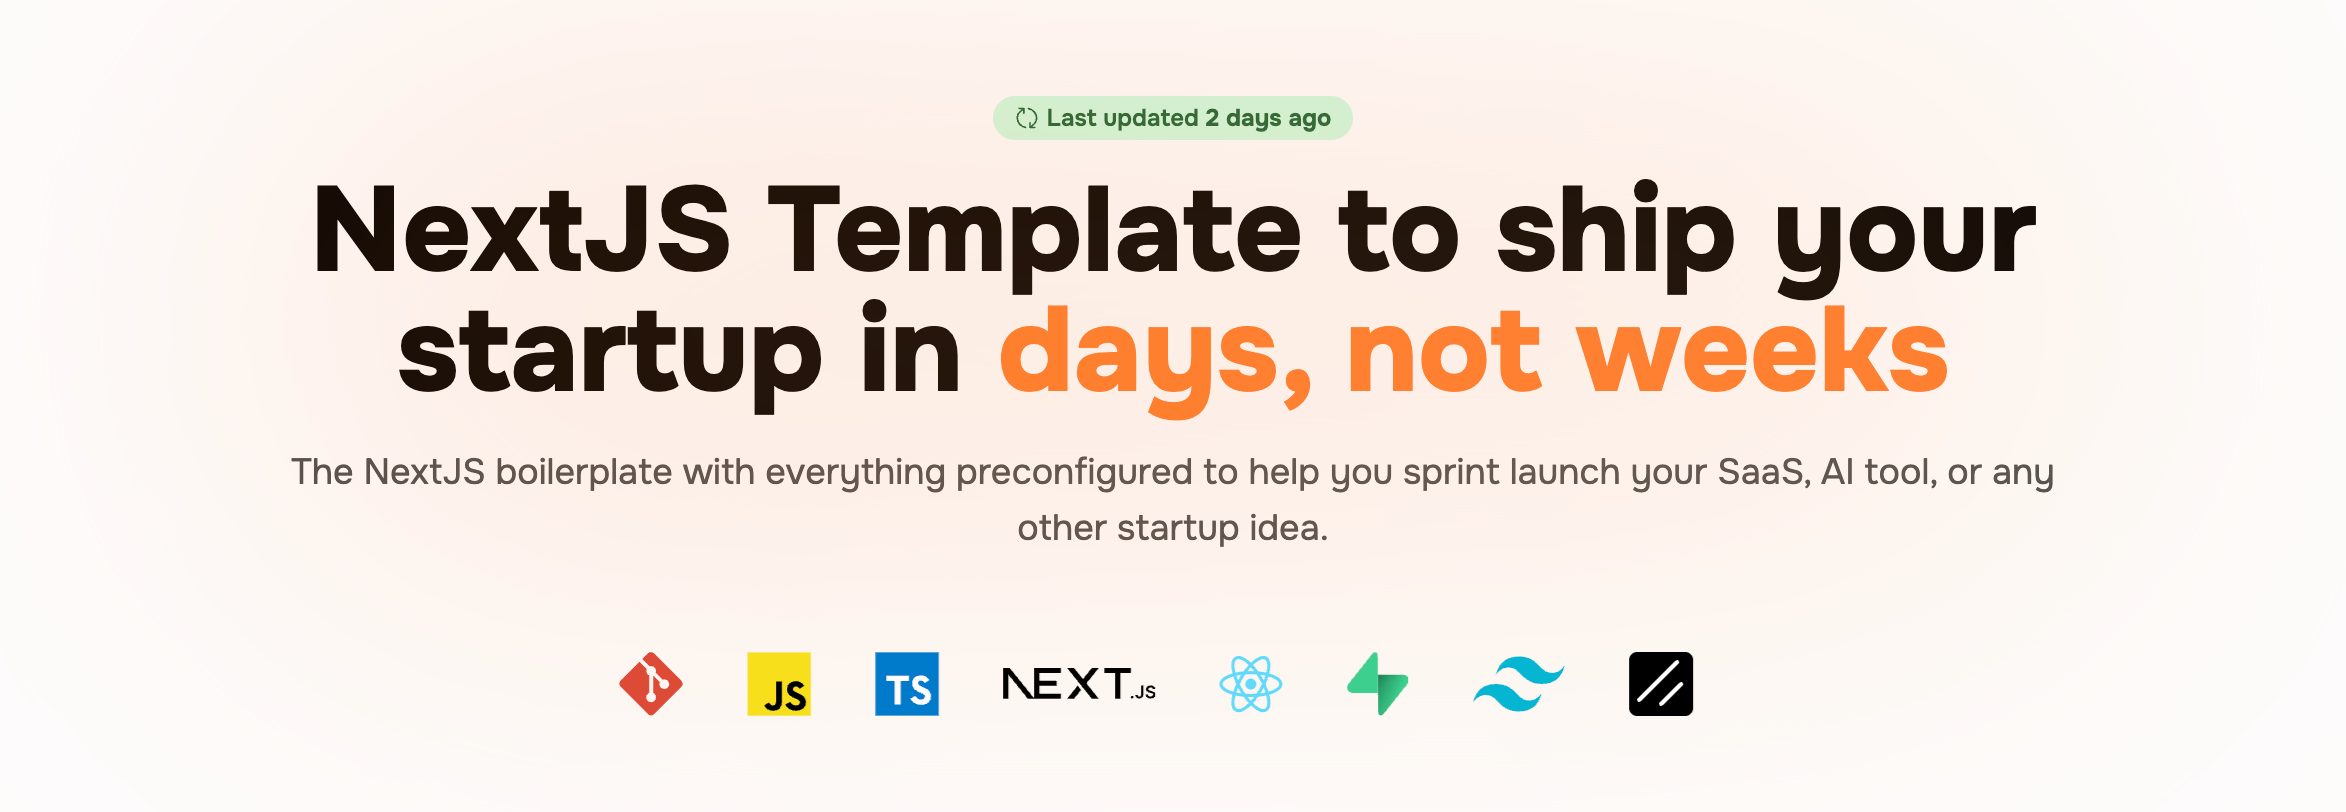 Last updated 2 days ago
NextJS Template to ship your
startup in days, not weeks
The NextJS boilerplate with everything preconfigured to help you sprint launch your SaaS, AI tool, or any
other startup idea.
JS TS NEXT.JS